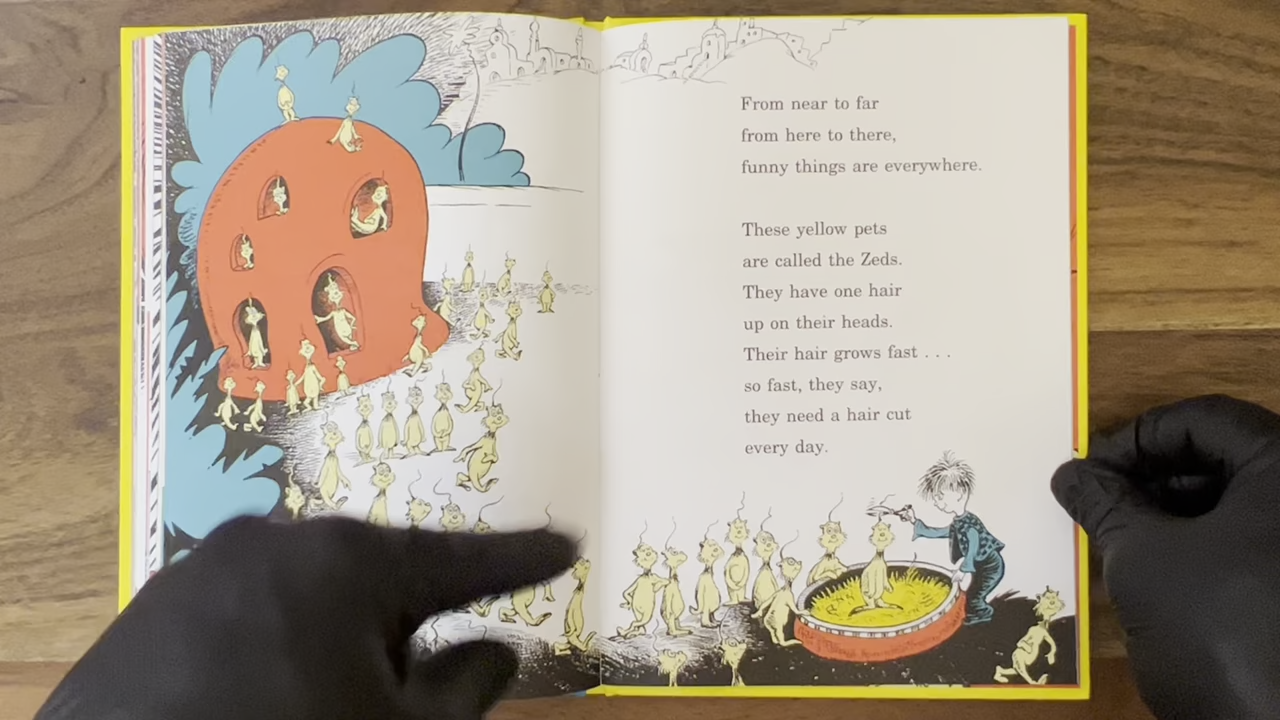 From near to far
from here to there,
funny things are everywhere.
These yellow pets
are called the Zeds.
They have one hair
up on their heads.
Their hair grows fast . . .
so fast, they say,
they need a hair cut
every day.